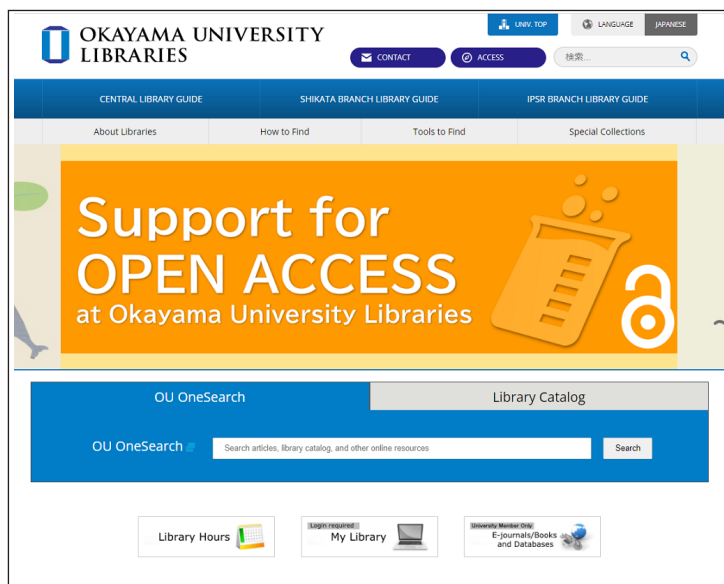 OKAYAMA UNIVERSITY
LIBRARIES
UNIV. TOP
LANGUAGE
JAPANESE
CONTACT
ACCESS
検索...
CENTRAL LIBRARY GUIDE
SHIKATA BRANCH LIBRARY GUIDE
IPSR BRANCH LIBRARY GUIDE
About Libraries
How to Find
Tools to Find
Special Collections
Support for
OPEN ACCESS
at Okayama University Libraries
OU OneSearch
Library Catalog
OU OneSearch
Search articles, library catalog, and other online resources
Search
Library Hours
Login required
My Library
University Member Only
E-journals/Books
and Databases